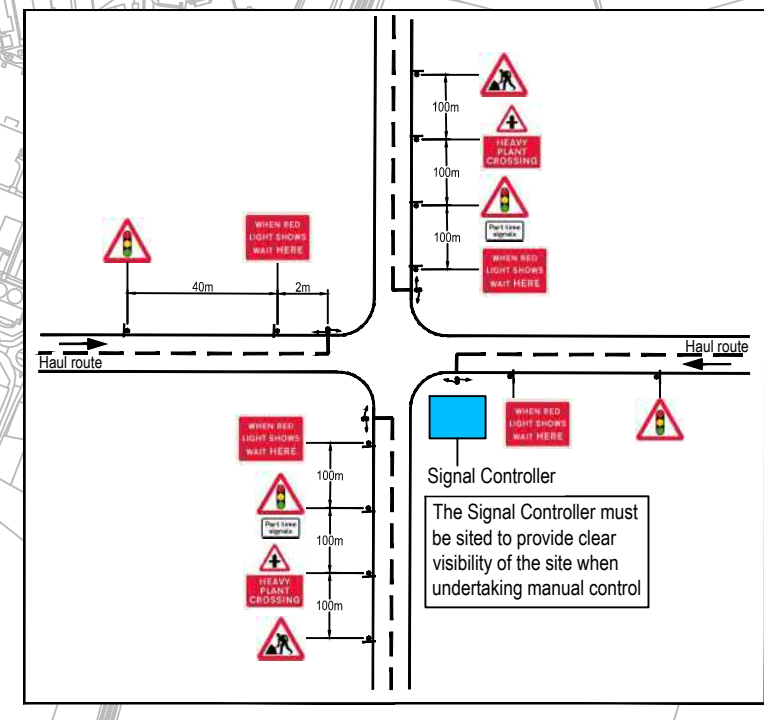 100m
HEAVY
PLANT
CROSSING
100m
Part time
signals
100m
WHEN RED
LIGHT SHOWS
WAIT HERE
WHEN RED
LIGHT SHOWS
WAIT HERE
40m
2m
Haul route
Haul route
WHEN RED
LIGHT SHOWS
WAIT HERE
WHEN RED
LIGHT SHOWS
WAIT HERE
100m
Part time
signals
100m
HEAVY
PLANT
CROSSING
100m
Signal Controller
The Signal Controller must
be sited to provide clear
visibility of the site when
undertaking manual control